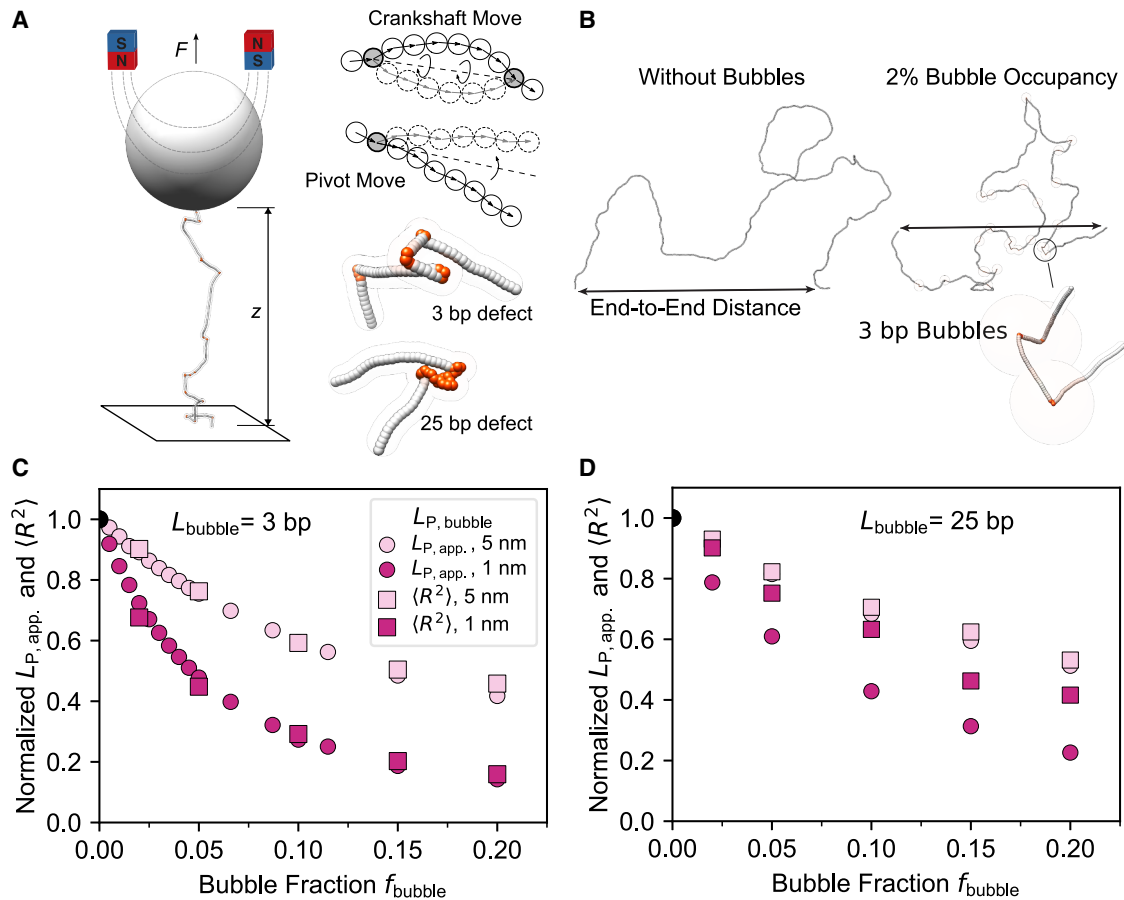 A
S
N
N
S
F
z
Crankshaft Move
Pivot Move
3 bp defect
25 bp defect
B
Without Bubbles
2% Bubble Occupancy
End-to-End Distance
3 bp Bubbles
C
Normalized L_P, app. and ⟨R²⟩
1.0
0.8
0.6
0.4
0.2
0.0
L_bubble = 3 bp
L_P, bubble
L_P, app., 5 nm
L_P, app., 1 nm
⟨R²⟩, 5 nm
⟨R²⟩, 1 nm
0.00
0.05
0.10
0.15
0.20
Bubble Fraction f_bubble
D
Normalized L_P, app. and ⟨R²⟩
1.0
0.8
0.6
0.4
0.2
0.0
L_bubble = 25 bp
0.00
0.05
0.10
0.15
0.20
Bubble Fraction f_bubble